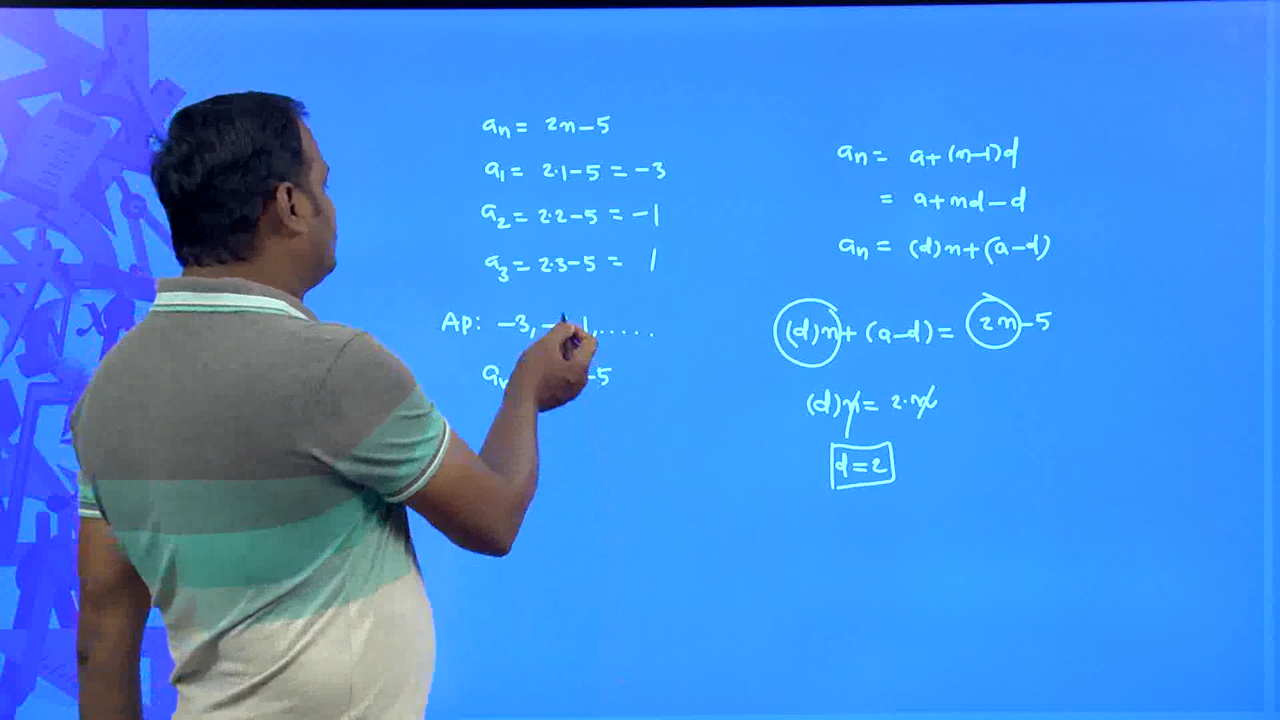 aₙ = 2n-5
a₁ = 2·1-5 = -3
a₂ = 2·2-5 = -1
a₃ = 2·3-5 = 1
AP: -3, - 1, .....
-5
aₙ = a+(n-1)d
= a+nd-d
aₙ = (d)n+(a-d)
(d)n+(a-d) = 2n-5
(d)n = 2·n
d=2